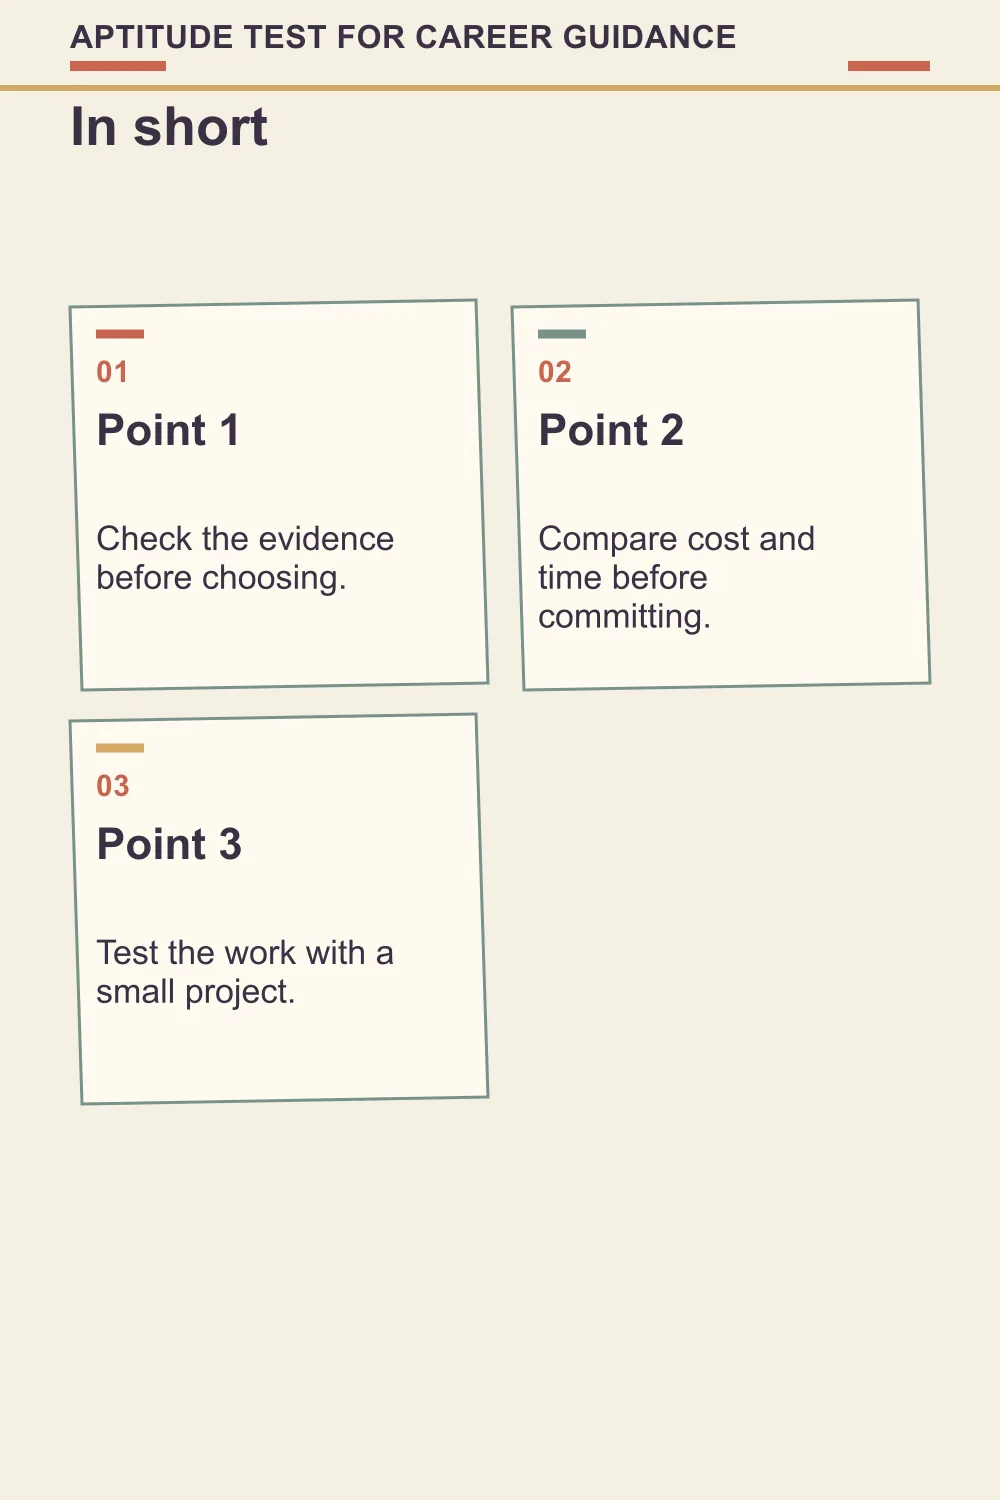 APTITUDE TEST FOR CAREER GUIDANCE
In short
01
Point 1
Check the evidence
before choosing.
02
Point 2
Compare cost and
time before
committing.
03
Point 3
Test the work with a
small project.